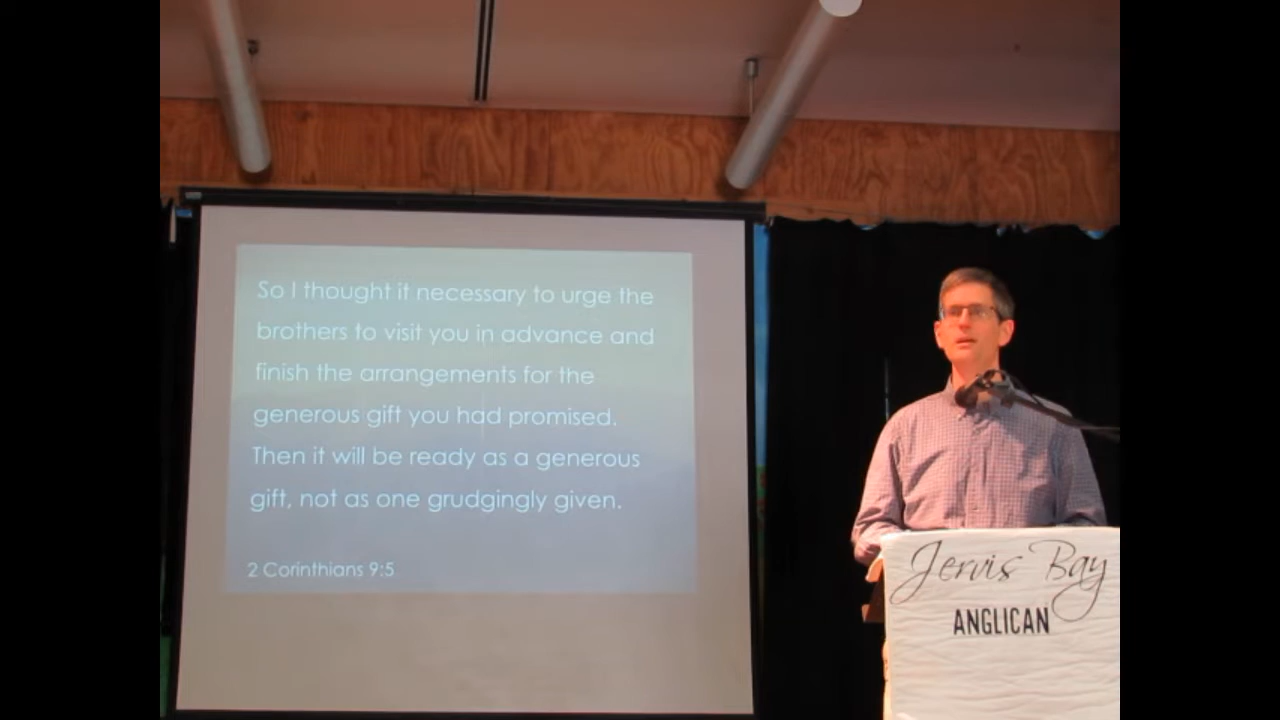 So I thought it necessary to urge the
brothers to visit you in advance and
finish the arrangements for the
generous gift you had promised.
Then it will be ready as a generous
gift, not as one grudgingly given.
2 Corinthians 9:5
Jervis Bay
ANGLICAN